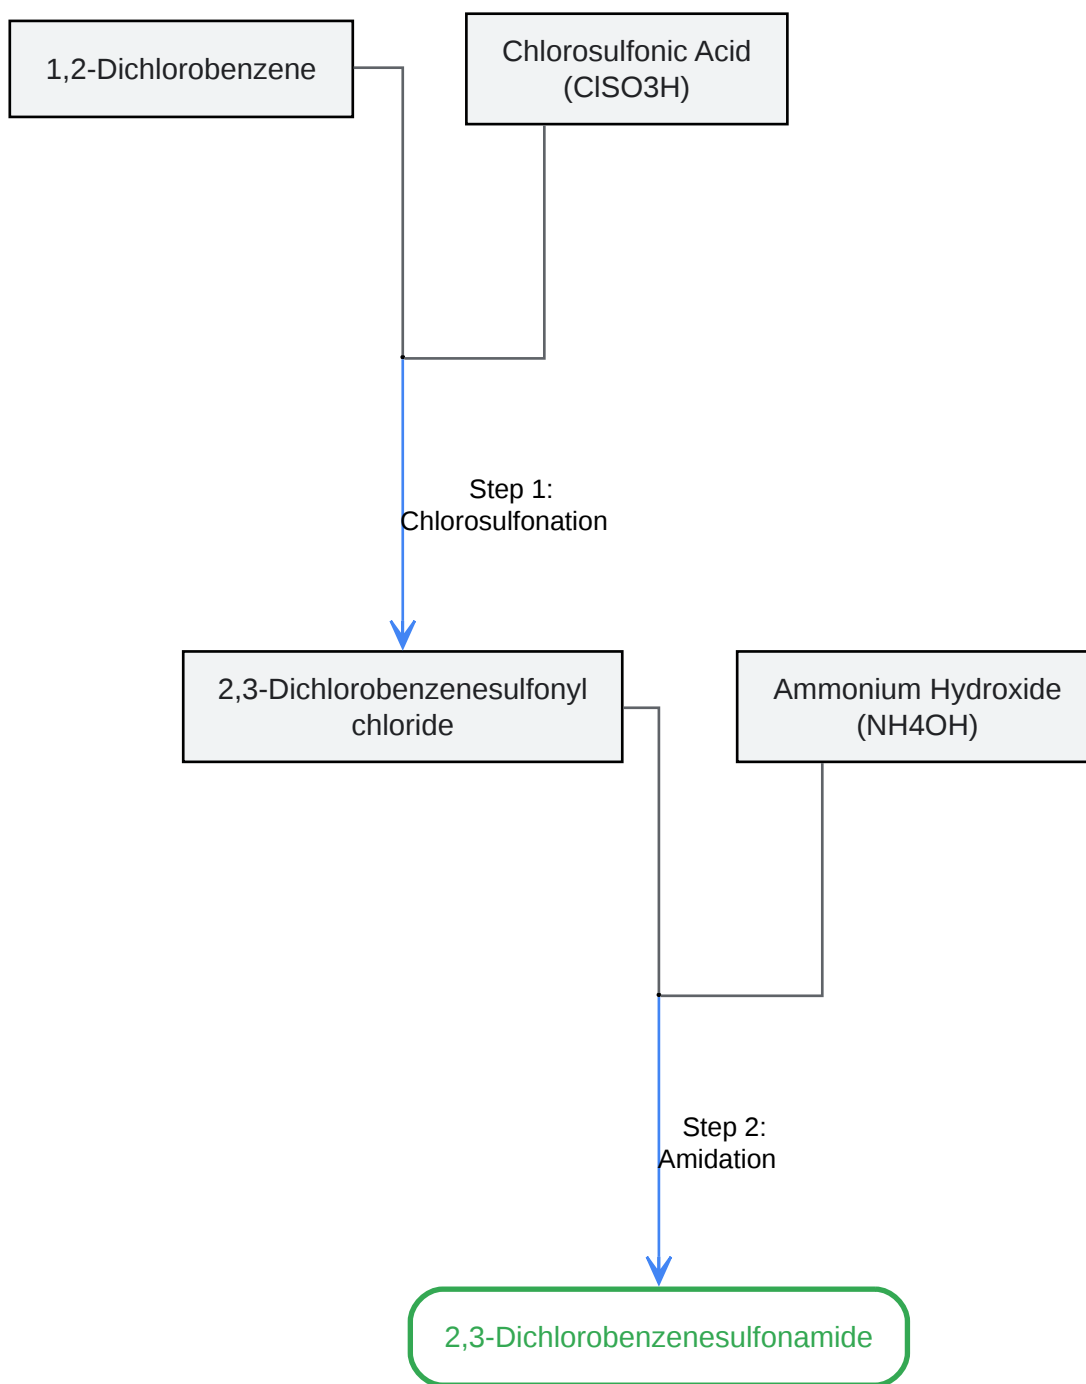 1,2-Dichlorobenzene
Chlorosulfonic Acid
(ClSO3H)
Step 1:
Chlorosulfonation
2,3-Dichlorobenzenesulfonyl
chloride
Ammonium Hydroxide
(NH4OH)
Step 2:
Amidation
2,3-Dichlorobenzenesulfonamide